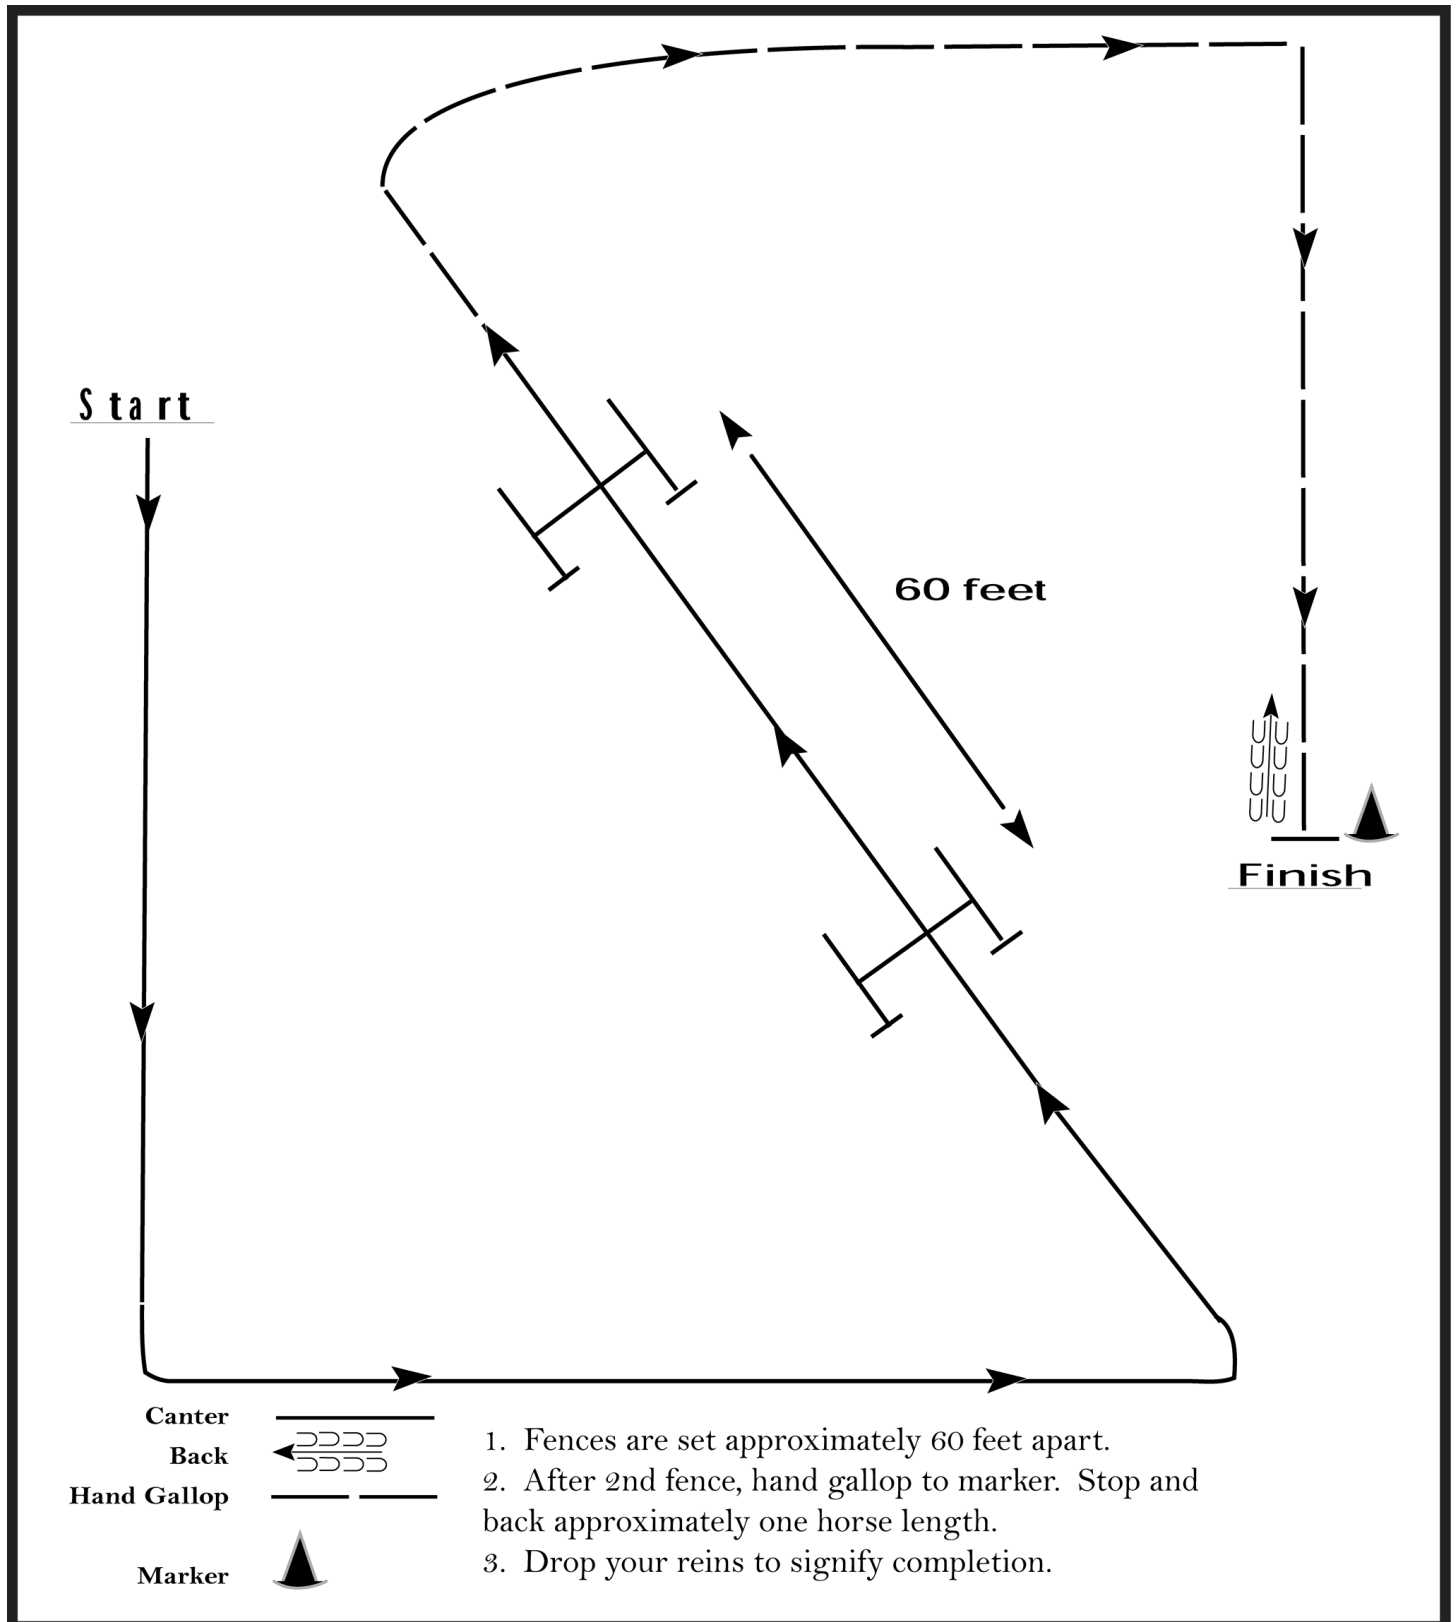 Start
60 feet
Finish
Canter
Back
Hand Gallop
Marker
1. Fences are set approximately 60 feet apart.
2. After 2nd fence, hand gallop to marker. Stop and
back approximately one horse length.
3. Drop your reins to signify completion.